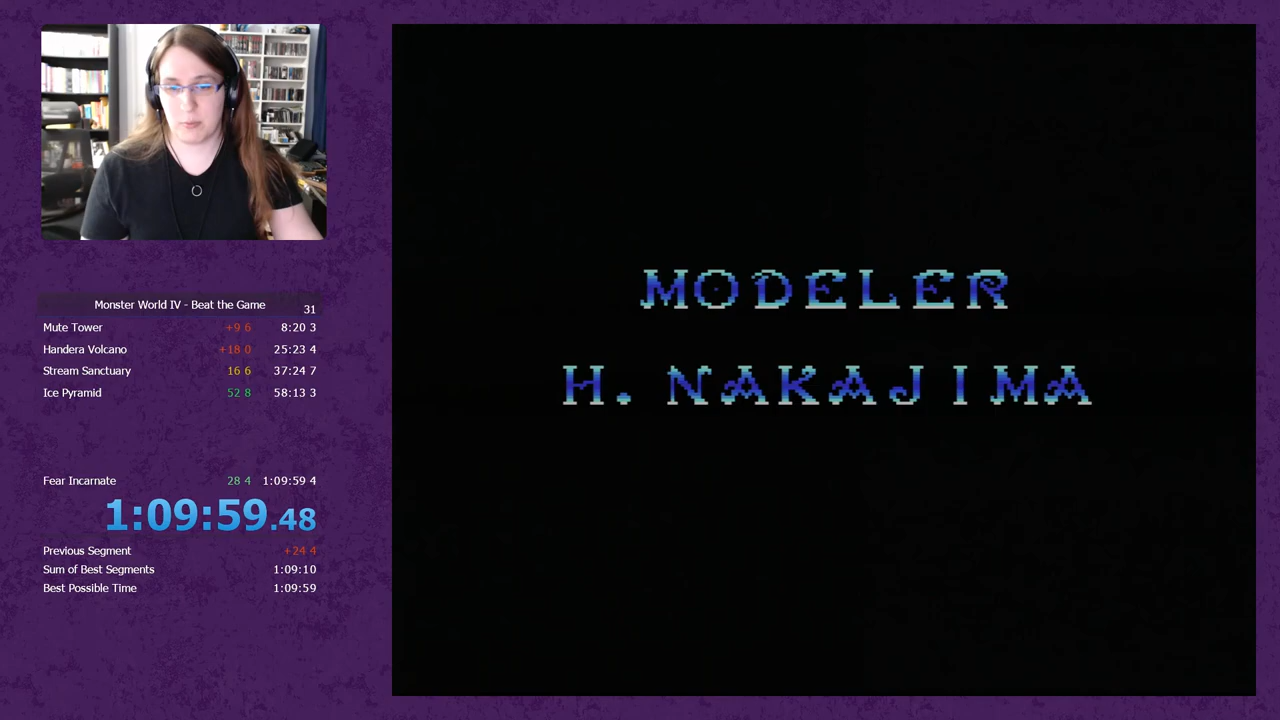 MODELER
H. NAKAJIMA
Monster World IV - Beat the Game
31
Mute Tower +9 6 8:20 3
Handera Volcano +18 0 25:23 4
Stream Sanctuary 16 6 37:24 7
Ice Pyramid 52 8 58:13 3
Fear Incarnate 28 4 1:09:59 4
1:09:59.48
Previous Segment +24 4
Sum of Best Segments 1:09:10
Best Possible Time 1:09:59